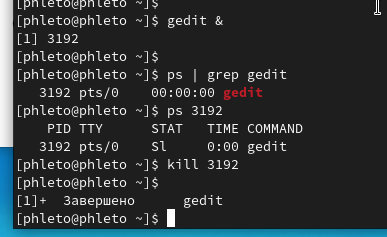 [phleto@phleto ~]$
[phleto@phleto ~]$ gedit &
[1] 3192
[phleto@phleto ~]$
[phleto@phleto ~]$ ps | grep gedit
   3192 pts/0    00:00:00 gedit
[phleto@phleto ~]$ ps 3192
    PID TTY      STAT   TIME COMMAND
   3192 pts/0    Sl     0:00 gedit
[phleto@phleto ~]$ kill 3192
[phleto@phleto ~]$
[1]+  Завершено      gedit
[phleto@phleto ~]$